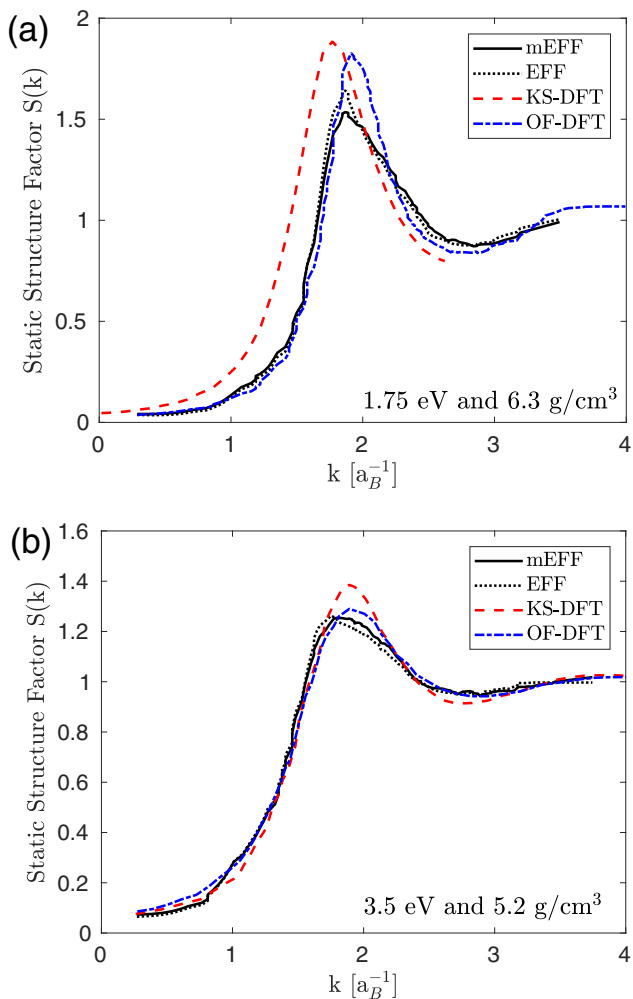 (a)
Static Structure Factor S(k)
2
1.5
1
0.5
0
mEFF
EFF
KS-DFT
OF-DFT
1.75 eV and 6.3 g/cm³
0 1 2 3 4
k [a_B^{-1}]
(b)
Static Structure Factor S(k)
1.6
1.4
1.2
1
0.8
0.6
0.4
0.2
0
mEFF
EFF
KS-DFT
OF-DFT
3.5 eV and 5.2 g/cm³
0 1 2 3 4
k [a_B^{-1}]